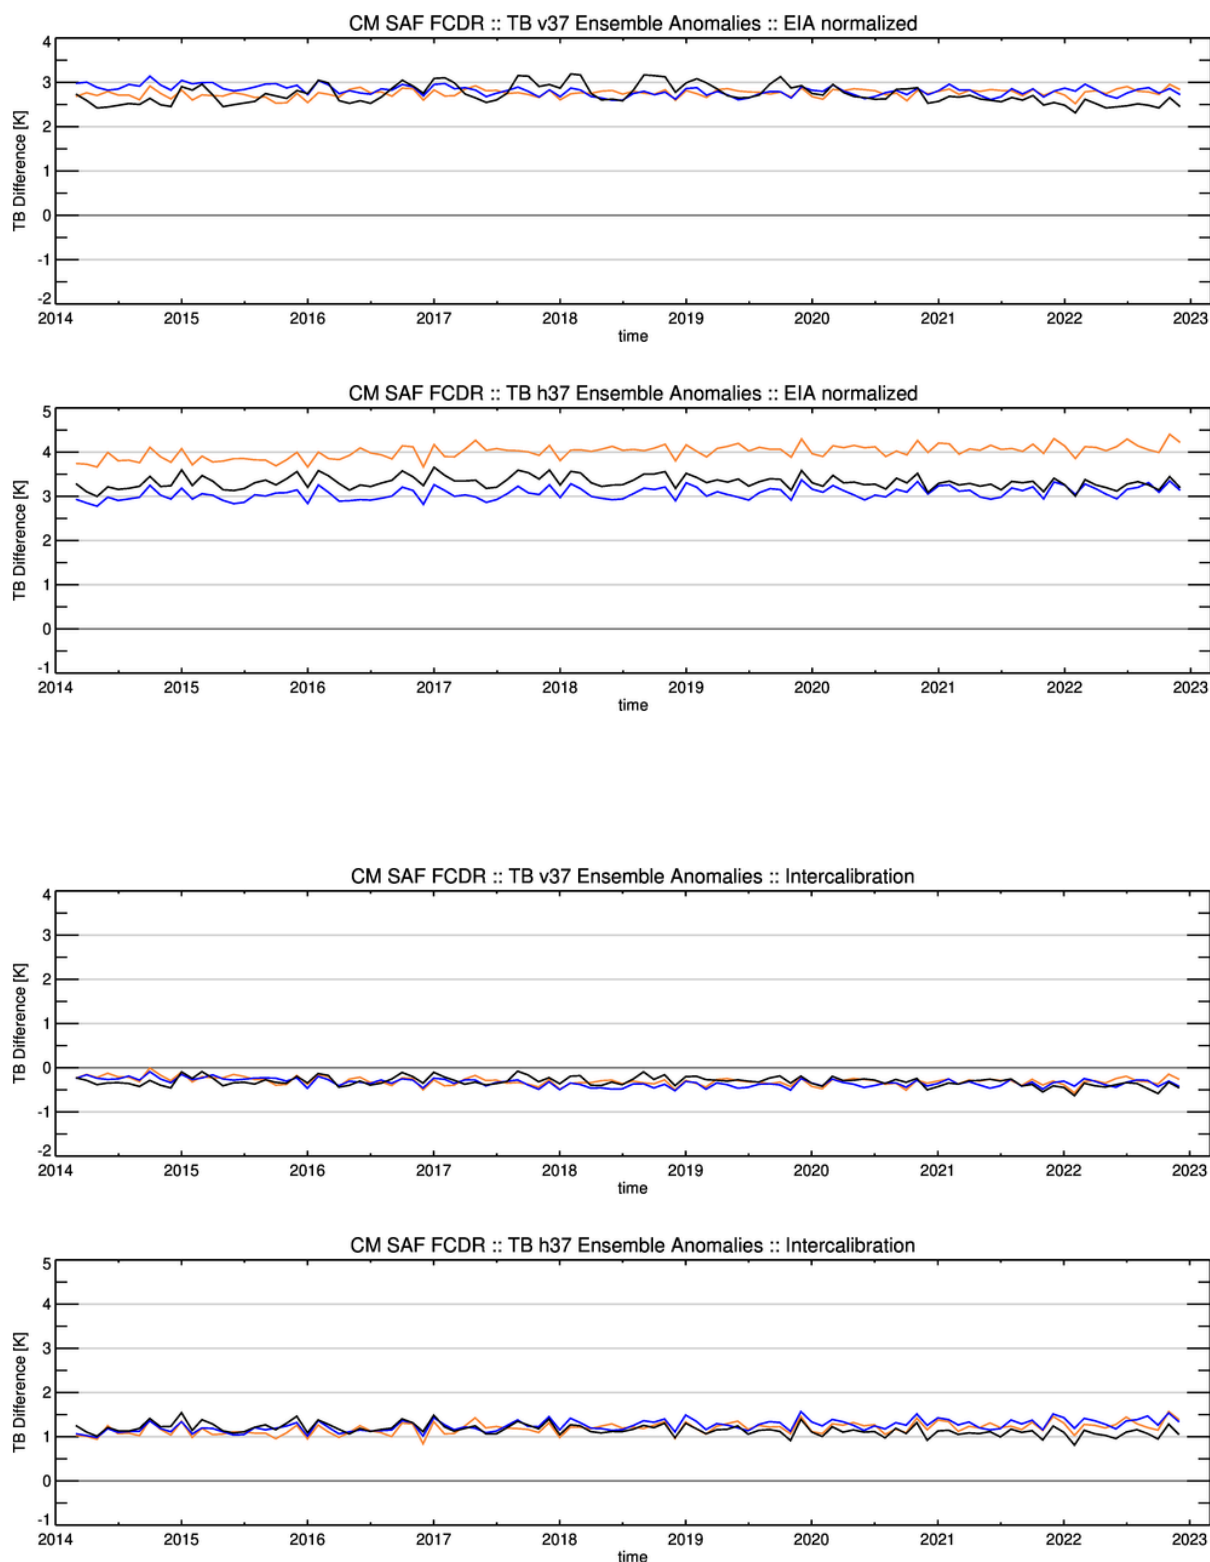 CM SAF FCDR :: TB v37 Ensemble Anomalies :: EIA normalized
4
3
2
1
0
-1
-2
TB Difference [K]
2014 2015 2016 2017 2018 2019 2020 2021 2022 2023
time
CM SAF FCDR :: TB h37 Ensemble Anomalies :: EIA normalized
5
4
3
2
1
0
-1
TB Difference [K]
2014 2015 2016 2017 2018 2019 2020 2021 2022 2023
time
CM SAF FCDR :: TB v37 Ensemble Anomalies :: Intercalibration
4
3
2
1
0
-1
-2
TB Difference [K]
2014 2015 2016 2017 2018 2019 2020 2021 2022 2023
time
CM SAF FCDR :: TB h37 Ensemble Anomalies :: Intercalibration
5
4
3
2
1
0
-1
TB Difference [K]
2014 2015 2016 2017 2018 2019 2020 2021 2022 2023
time